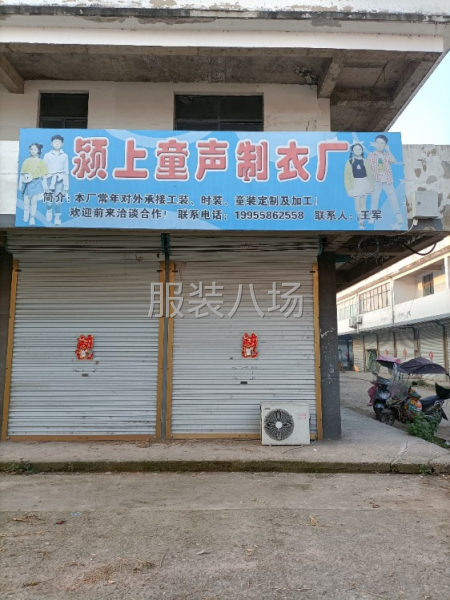 颍上童声制衣厂
简介：本厂常年对外承接工装、时装、童装定制及加工！
欢迎前来洽谈合作！ 联系电话：19955862558 联系人：王军
服装八场